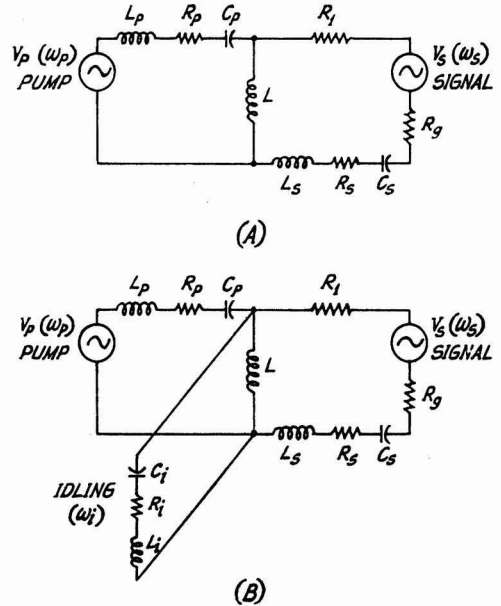 Lp Rp Cp R1
Vp(ωp)
PUMP
Vs(ωs)
SIGNAL
L
Rg
Ls Rs Cs
(A)
Lp Rp Cp R1
Vp(ωp)
PUMP
Vs(ωs)
SIGNAL
L
Rg
Ls Rs Cs
IDLING
(ωi)
Ci
Ri
Li
(B)